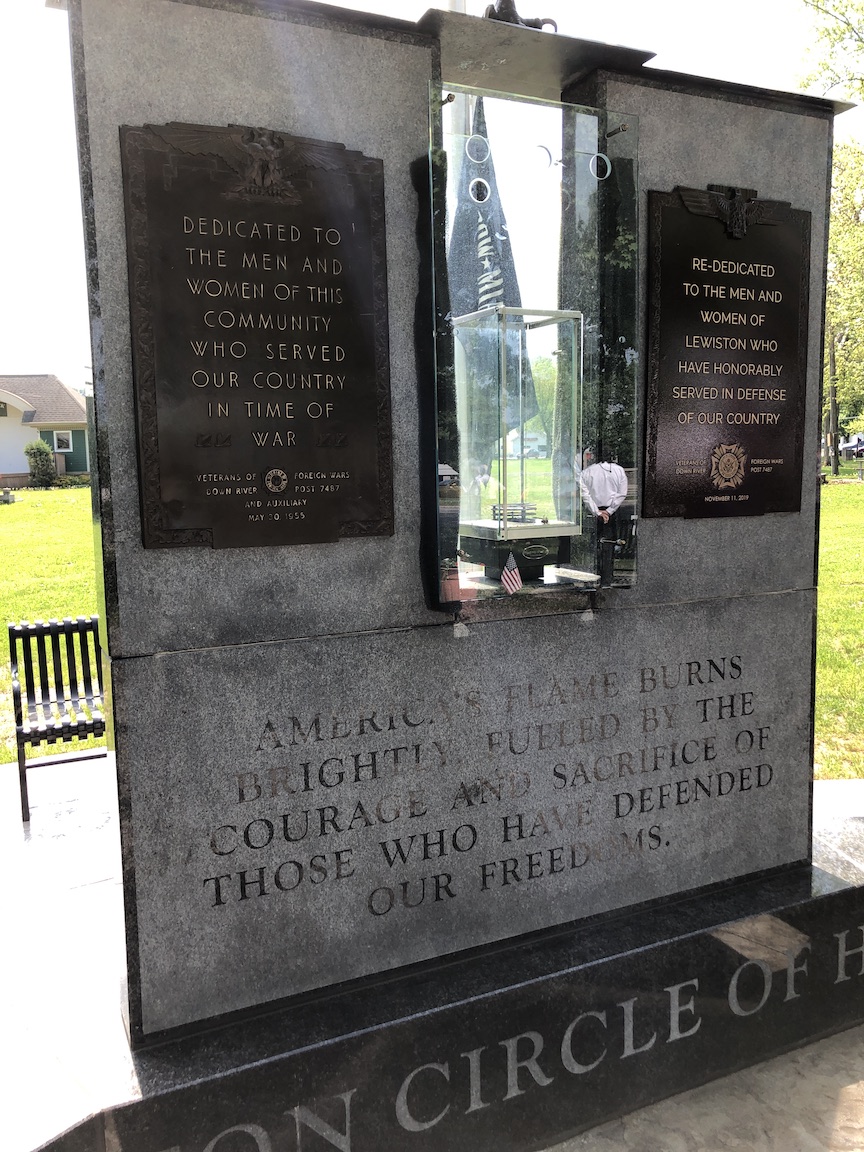 DEDICATED TO
THE MEN AND
WOMEN OF THIS
COMMUNITY
WHO SERVED
OUR COUNTRY
IN TIME OF
WAR
VETERANS OF FOREIGN WARS
DOWN RIVER POST 7487
AND AUXILIARY
MAY 30, 1955
RE-DEDICATED
TO THE MEN AND
WOMEN OF
LEWISTON WHO
HAVE HONORABLY
SERVED IN DEFENSE
OF OUR COUNTRY
VETERANS OF FOREIGN WARS
DOWN RIVER POST 7487
NOVEMBER 11, 2019
AMERICA'S FLAME BURNS
BRIGHTLY, FUELED BY THE
COURAGE AND SACRIFICE OF
THOSE WHO HAVE DEFENDED
OUR FREEDOMS.
ON CIRCLE OF H